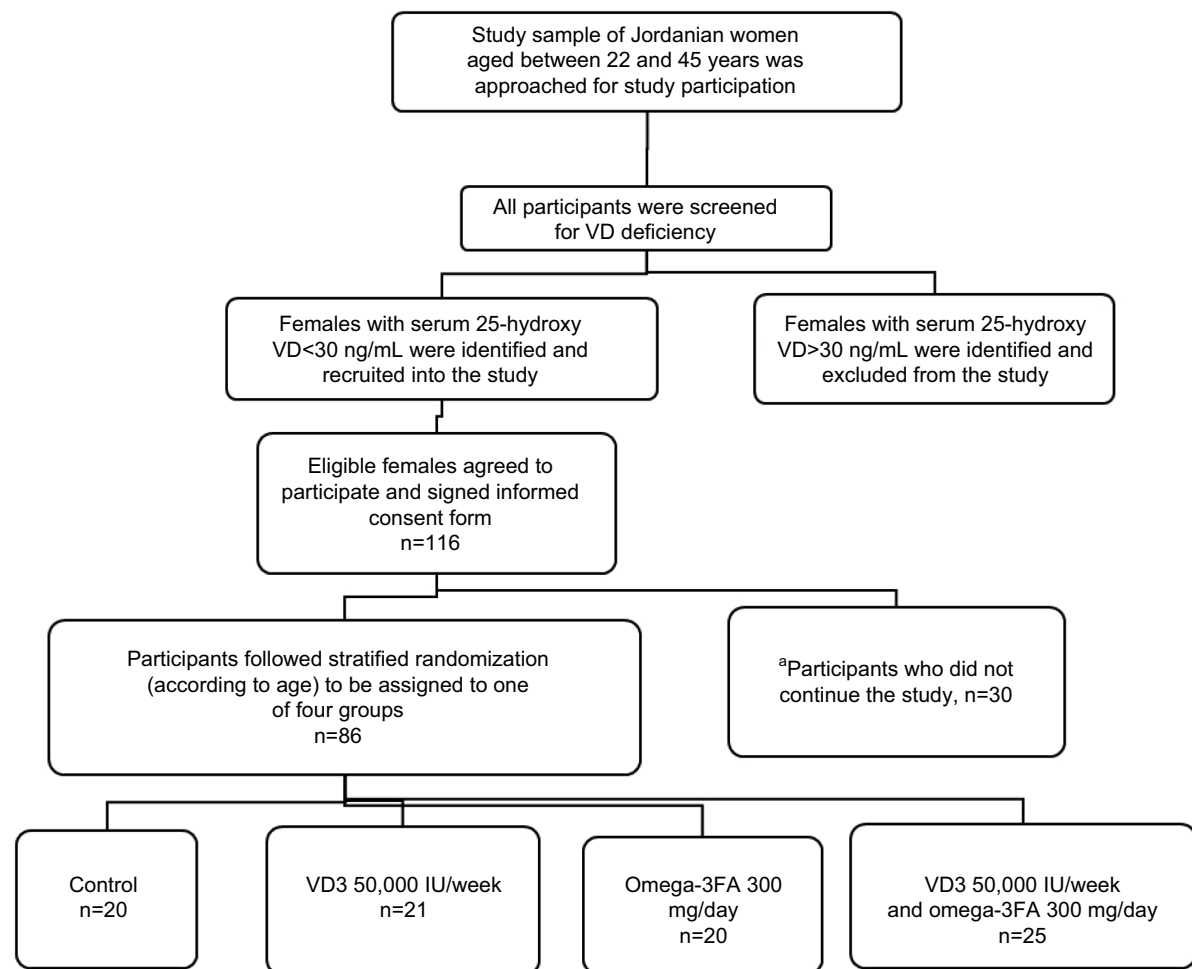 Study sample of Jordanian women
aged between 22 and 45 years was
approached for study participation
All participants were screened
for VD deficiency
Females with serum 25-hydroxy
VD<30 ng/mL were identified and
recruited into the study
Females with serum 25-hydroxy
VD>30 ng/mL were identified and
excluded from the study
Eligible females agreed to
participate and signed informed
consent form
n=116
Participants followed stratified randomization
(according to age) to be assigned to one
of four groups
n=86
aParticipants who did not
continue the study, n=30
Control
n=20
VD3 50,000 IU/week
n=21
Omega-3FA 300
mg/day
n=20
VD3 50,000 IU/week
and omega-3FA 300 mg/day
n=25